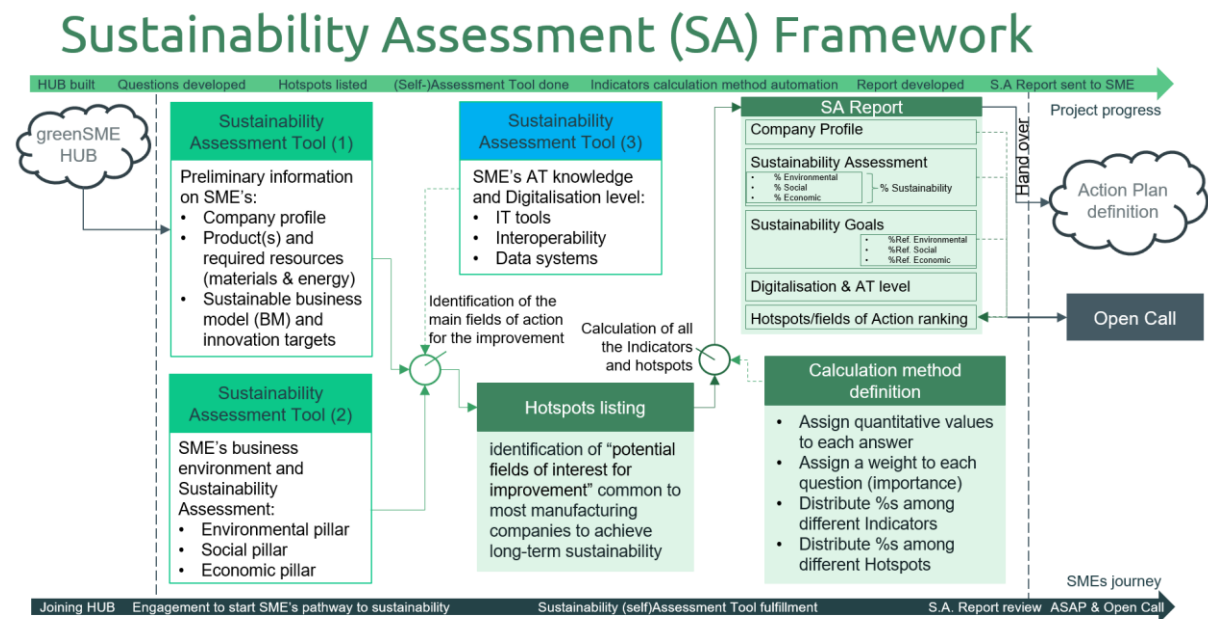 Sustainability Assessment (SA) Framework
HUB built
Questions developed
Hotspots listed
(Self-)Assessment Tool done
Indicators calculation method automation
Report developed
S.A Report sent to SME
Project progress
greenSME
HUB
Sustainability
Assessment Tool (1)
Preliminary information
on SME's:
• Company profile
• Product(s) and
required resources
(materials & energy)
• Sustainable business
model (BM) and
innovation targets
Sustainability
Assessment Tool (2)
SME's business
environment and
Sustainability
Assessment:
• Environmental pillar
• Social pillar
• Economic pillar
Sustainability
Assessment Tool (3)
SME's AT knowledge
and Digitalisation level:
• IT tools
• Interoperability
• Data systems
Identification of the
main fields of action
for the improvement
Hotspots listing
identification of “potential
fields of interest for
improvement” common to
most manufacturing
companies to achieve
long-term sustainability
Calculation of all
the Indicators
and hotspots
SA Report
Company Profile
Sustainability Assessment
• % Environmental
• % Social
• % Economic
% Sustainability
Sustainability Goals
• %Ref. Environmental
• %Ref. Social
• %Ref. Economic
Digitalisation & AT level
Hotspots/fields of Action ranking
Calculation method
definition
• Assign quantitative values
to each answer
• Assign a weight to each
question (importance)
• Distribute %s among
different Indicators
• Distribute %s among
different Hotspots
Hand over
Action Plan
definition
Open Call
SMEs journey
Joining HUB
Engagement to start SME's pathway to sustainability
Sustainability (self)Assessment Tool fulfillment
S.A. Report review
ASAP & Open Call